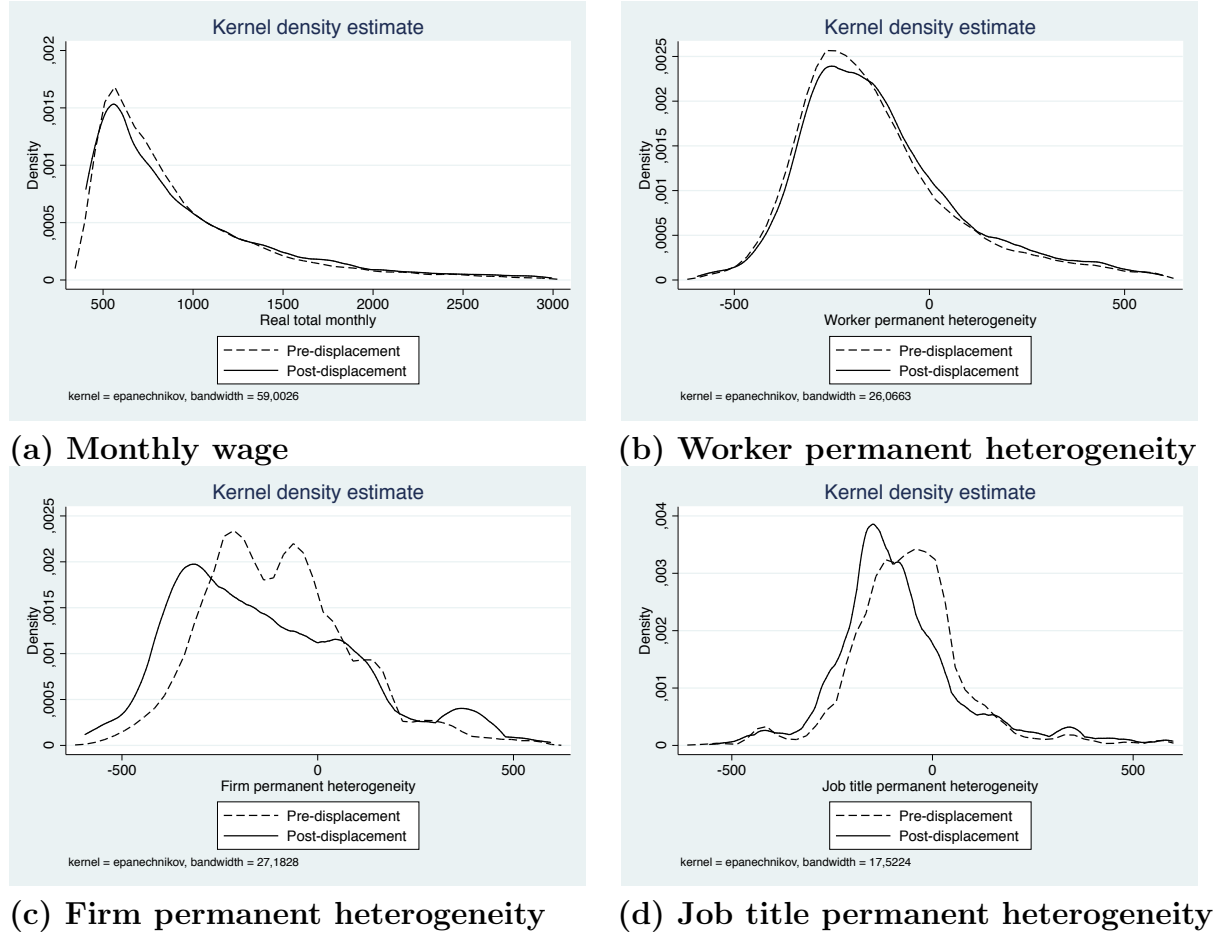 Kernel density estimate
Density
,002
,0015
,001
,0005
0
500 1000 1500 2000 2500 3000
Real total monthly
Pre-displacement
Post-displacement
kernel = epanechnikov, bandwidth = 59,0026
(a) Monthly wage
Kernel density estimate
Density
,0025
,002
,0015
,001
,0005
0
-500 0 500
Worker permanent heterogeneity
Pre-displacement
Post-displacement
kernel = epanechnikov, bandwidth = 26,0663
(b) Worker permanent heterogeneity
Kernel density estimate
Density
,0025
,002
,0015
,001
,0005
0
-500 0 500
Firm permanent heterogeneity
Pre-displacement
Post-displacement
kernel = epanechnikov, bandwidth = 27,1828
(c) Firm permanent heterogeneity
Kernel density estimate
Density
,004
,003
,002
,001
0
-500 0 500
Job title permanent heterogeneity
Pre-displacement
Post-displacement
kernel = epanechnikov, bandwidth = 17,5224
(d) Job title permanent heterogeneity